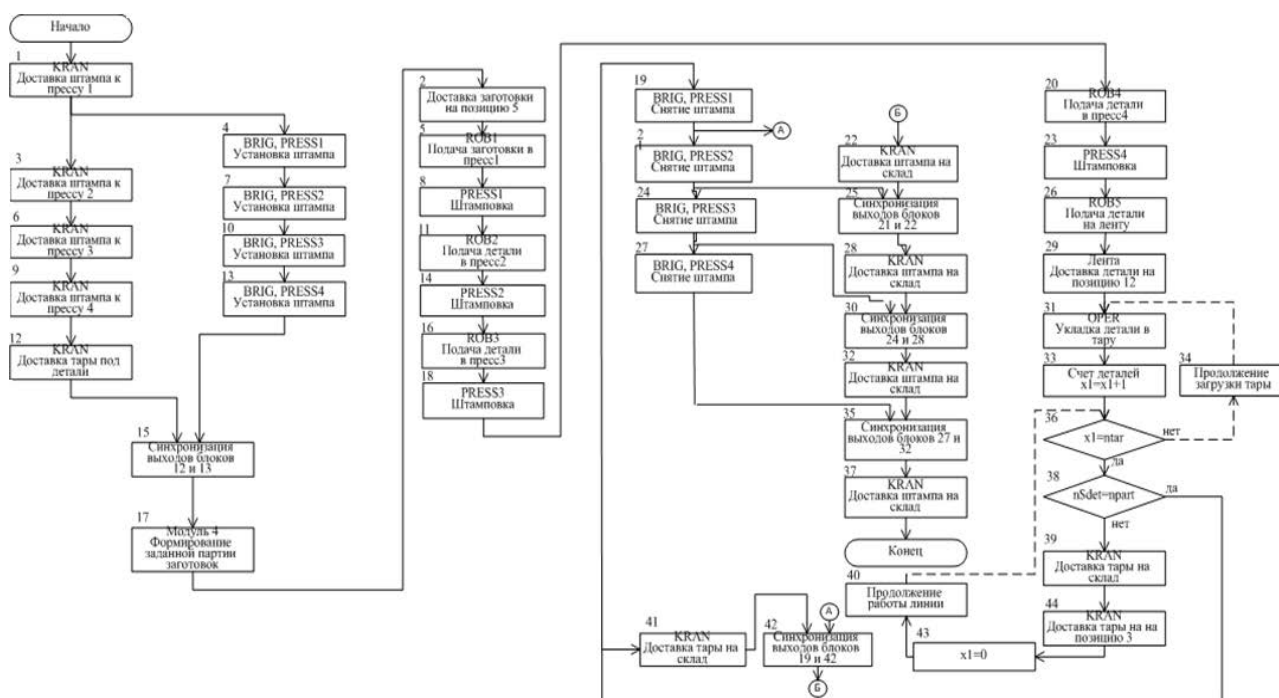 Начало
1
KRAN
Доставка штампа к
прессу 1
3
KRAN
Доставка штампа к
прессу 2
6
KRAN
Доставка штампа к
прессу 3
9
KRAN
Доставка штампа к
прессу 4
12
KRAN
Доставка тары под
детали
4
BRIG, PRESS1
Установка штампа
7
BRIG, PRESS2
Установка штампа
10
BRIG, PRESS3
Установка штампа
13
BRIG, PRESS4
Установка штампа
15
Синхронизация
выходов блоков
12 и 13
17
Модуль 4
Формирование
заданной партии
заготовок
2
Доставка заготовки
на позицию 5
5
ROB1
Подача заготовки в
пресс1
8
PRESS1
Штамповка
11
ROB2
Подача детали
в пресс2
14
PRESS2
Штамповка
16
ROB3
Подача детали
в пресс3
18
PRESS3
Штамповка
19
BRIG, PRESS1
Снятие штампа
А
2
1
BRIG, PRESS2
Снятие штампа
24
BRIG, PRESS3
Снятие штампа
27
BRIG, PRESS4
Снятие штампа
Б
22
KRAN
Доставка штампа на
склад
25
Синхронизация
выходов блоков
21 и 22
28
KRAN
Доставка штампа на
склад
30
Синхронизация
выходов блоков
24 и 28
32
KRAN
Доставка штампа на
склад
35
Синхронизация
выходов блоков 27 и
32
37
KRAN
Доставка штампа на
склад
Конец
20
ROB4
Подача детали
в пресс4
23
PRESS4
Штамповка
26
ROB5
Подача детали
на ленту
29
Лента
Доставка детали на
позицию 12
31
OPER
Укладка детали в
тару
33
Счет деталей
x1=x1+1
34
Продолжение
загрузки тары
36
x1=ntar
нет
да
38
nSdet=npart
да
нет
39
KRAN
Доставка тары на
склад
44
KRAN
Доставка тары на на
позицию 3
43
x1=0
40
Продолжение
работы линии
41
KRAN
Доставка тары на
склад
А
42
Синхронизация
выходов блоков
19 и 42
Б